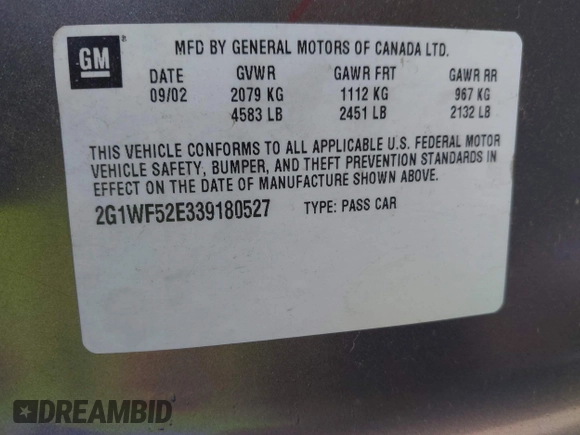 GM
MFD BY GENERAL MOTORS OF CANADA LTD.
DATE GVWR GAWR FRT GAWR RR
09/02 2079 KG 1112 KG 967 KG
4583 LB 2451 LB 2132 LB
THIS VEHICLE CONFORMS TO ALL APPLICABLE U.S. FEDERAL MOTOR
VEHICLE SAFETY, BUMPER, AND THEFT PREVENTION STANDARDS IN
EFFECT ON THE DATE OF MANUFACTURE SHOWN ABOVE.
2G1WF52E339180527 TYPE: PASS CAR
DREAMBID